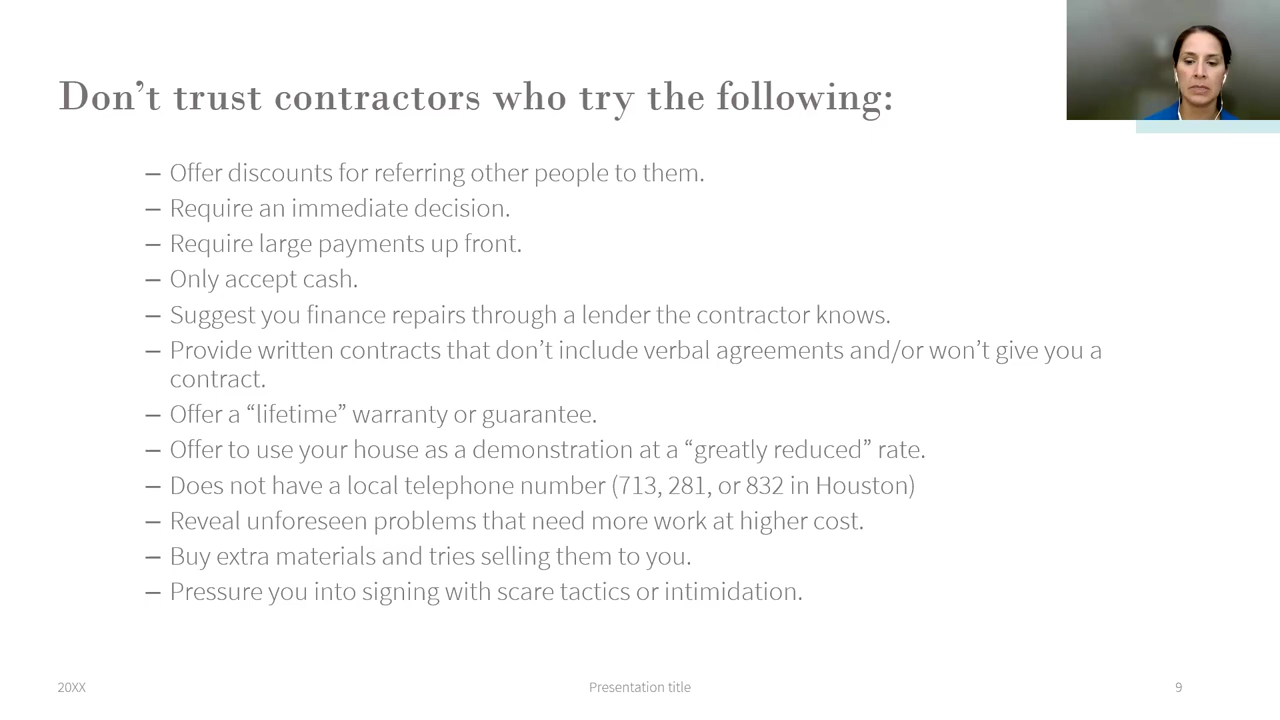 Don’t trust contractors who try the following:
– Offer discounts for referring other people to them.
– Require an immediate decision.
– Require large payments up front.
– Only accept cash.
– Suggest you finance repairs through a lender the contractor knows.
– Provide written contracts that don’t include verbal agreements and/or won’t give you a
contract.
– Offer a “lifetime” warranty or guarantee.
– Offer to use your house as a demonstration at a “greatly reduced” rate.
– Does not have a local telephone number (713, 281, or 832 in Houston)
– Reveal unforeseen problems that need more work at higher cost.
– Buy extra materials and tries selling them to you.
– Pressure you into signing with scare tactics or intimidation.
20XX
Presentation title
9